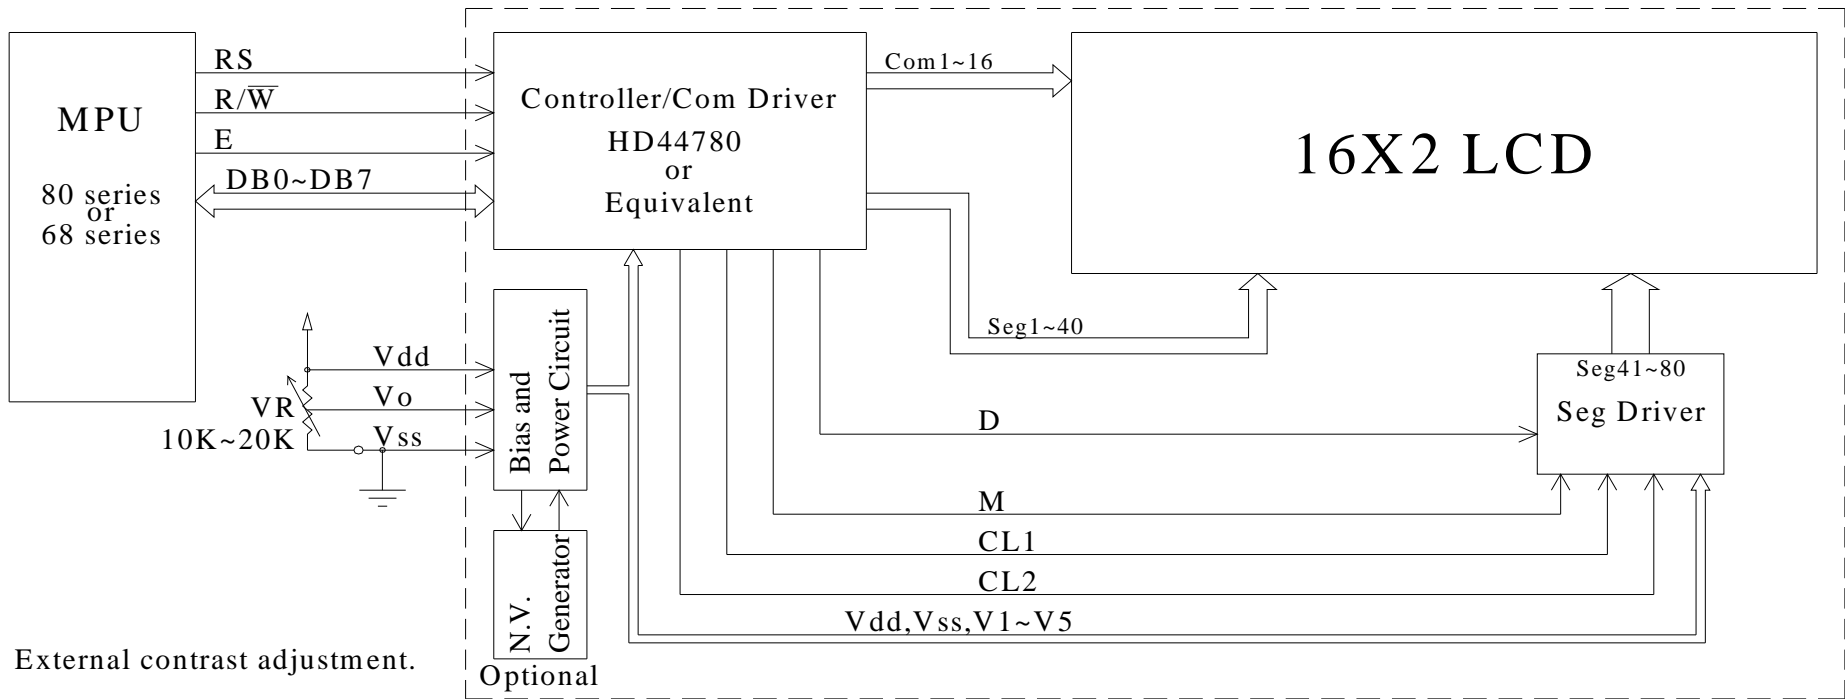 MPU
80 series
or
68 series
RS
R/W̅
E
DB0~DB7
Controller/Com Driver
HD44780
or
Equivalent
Com1~16
16X2 LCD
Seg1~40
Seg41~80
Seg Driver
Vdd
Vo
Vss
VR
10K~20K
Bias and
Power Circuit
N.V.
Generator
Optional
D
M
CL1
CL2
Vdd,Vss,V1~V5
External contrast adjustment.